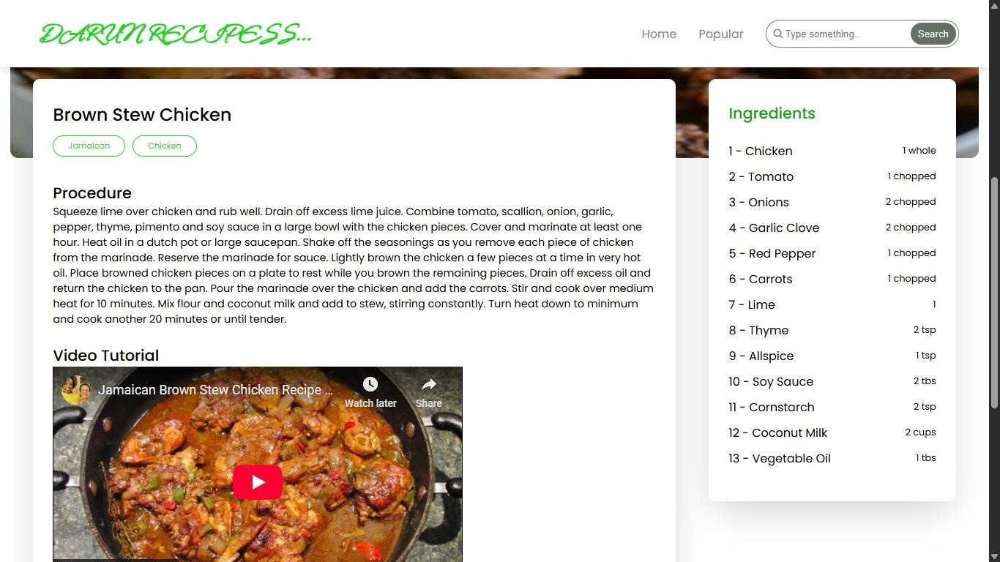 DARUN RECIPESS...
Home
Popular
Type something..
Search
Brown Stew Chicken
Jamaican
Chicken
Procedure
Squeeze lime over chicken and rub well. Drain off excess lime juice. Combine tomato, scallion, onion, garlic,
pepper, thyme, pimento and soy sauce in a large bowl with the chicken pieces. Cover and marinate at least one
hour. Heat oil in a dutch pot or large saucepan. Shake off the seasonings as you remove each piece of chicken
from the marinade. Reserve the marinade for sauce. Lightly brown the chicken a few pieces at a time in very hot
oil. Place browned chicken pieces on a plate to rest while you brown the remaining pieces. Drain off excess oil and
return the chicken to the pan. Pour the marinade over the chicken and add the carrots. Stir and cook over medium
heat for 10 minutes. Mix flour and coconut milk and add to stew, stirring constantly. Turn heat down to minimum
and cook another 20 minutes or until tender.
Video Tutorial
Jamaican Brown Stew Chicken Recipe ...
Watch later
Share
Ingredients
1 - Chicken 1 whole
2 - Tomato 1 chopped
3 - Onions 2 chopped
4 - Garlic Clove 2 chopped
5 - Red Pepper 1 chopped
6 - Carrots 1 chopped
7 - Lime 1
8 - Thyme 2 tsp
9 - Allspice 1 tsp
10 - Soy Sauce 2 tbs
11 - Cornstarch 2 tsp
12 - Coconut Milk 2 cups
13 - Vegetable Oil 1 tbs